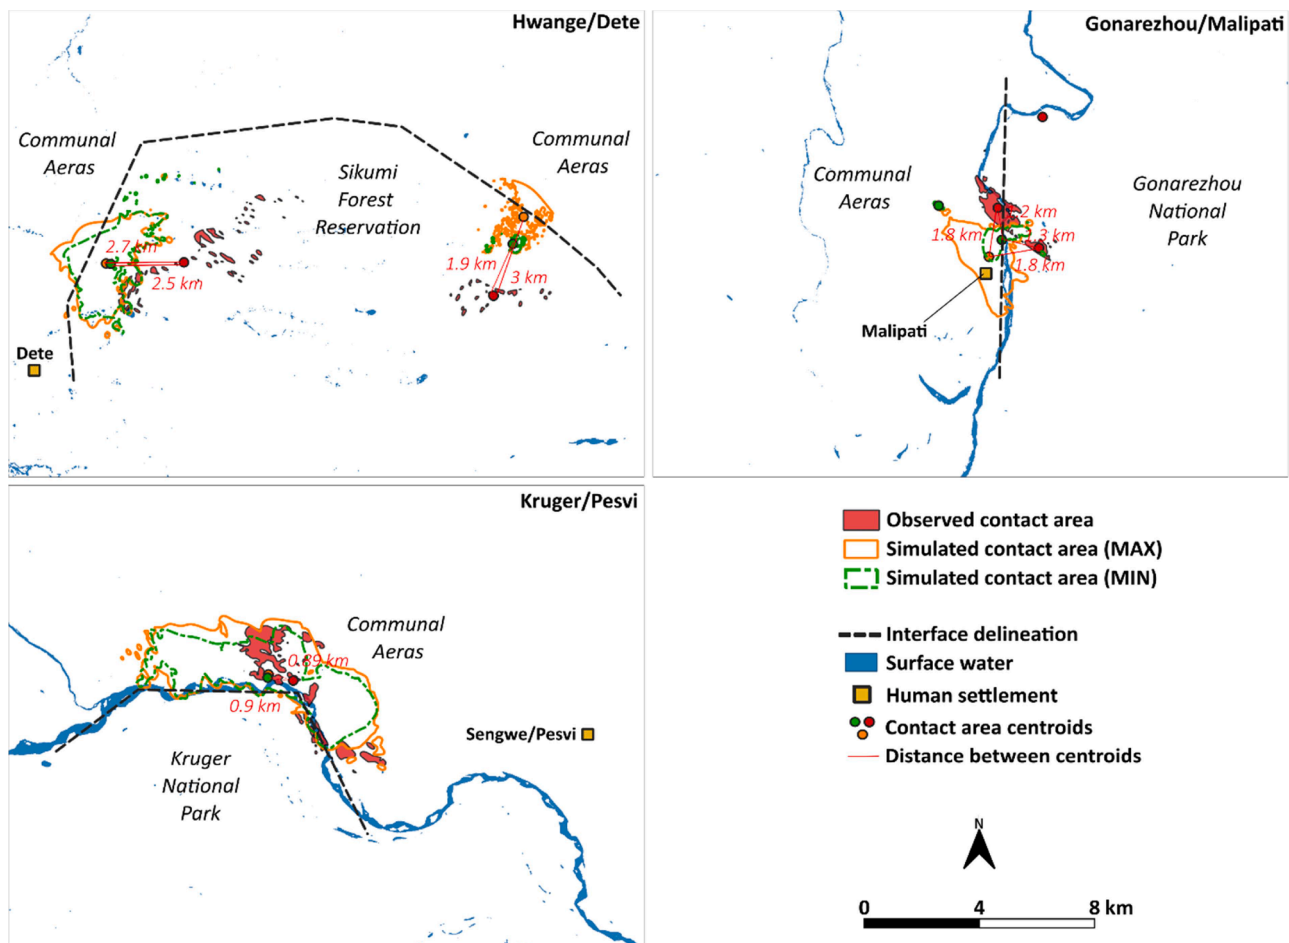 Hwange/Dete
Communal
Aeras
Sikumi
Forest
Reservation
Communal
Aeras
2.7 km
2.5 km
1.9 km
3 km
Dete
Gonarezhou/Malipati
Communal
Aeras
Gonarezhou
National
Park
2 km
1.8 km
3 km
1.8 km
Malipati
Kruger/Pesvi
Communal
Aeras
0.89 km
0.9 km
Sengwe/Pesvi
Kruger
National
Park
Observed contact area
Simulated contact area (MAX)
Simulated contact area (MIN)
Interface delineation
Surface water
Human settlement
Contact area centroids
Distance between centroids
N
0 4 8 km